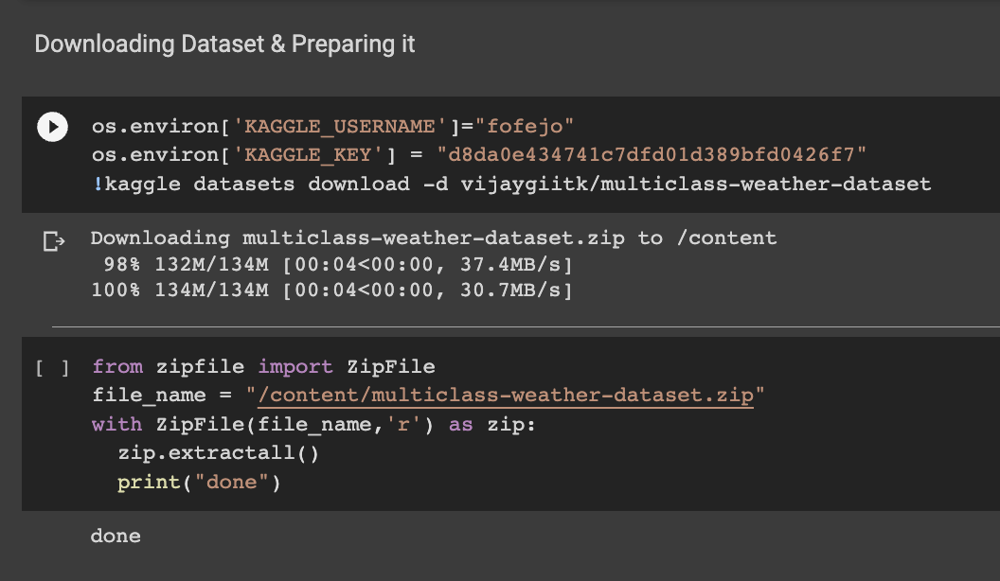 Downloading Dataset & Preparing it
os.environ['KAGGLE_USERNAME']="fofejo"
os.environ['KAGGLE_KEY'] = "d8da0e434741c7dfd01d389bfd0426f7"
!kaggle datasets download -d vijaygiitk/multiclass-weather-dataset
Downloading multiclass-weather-dataset.zip to /content
98% 132M/134M [00:04<00:00, 37.4MB/s]
100% 134M/134M [00:04<00:00, 30.7MB/s]
[ ] from zipfile import ZipFile
file_name = "/content/multiclass-weather-dataset.zip"
with ZipFile(file_name,'r') as zip:
  zip.extractall()
  print("done")
done